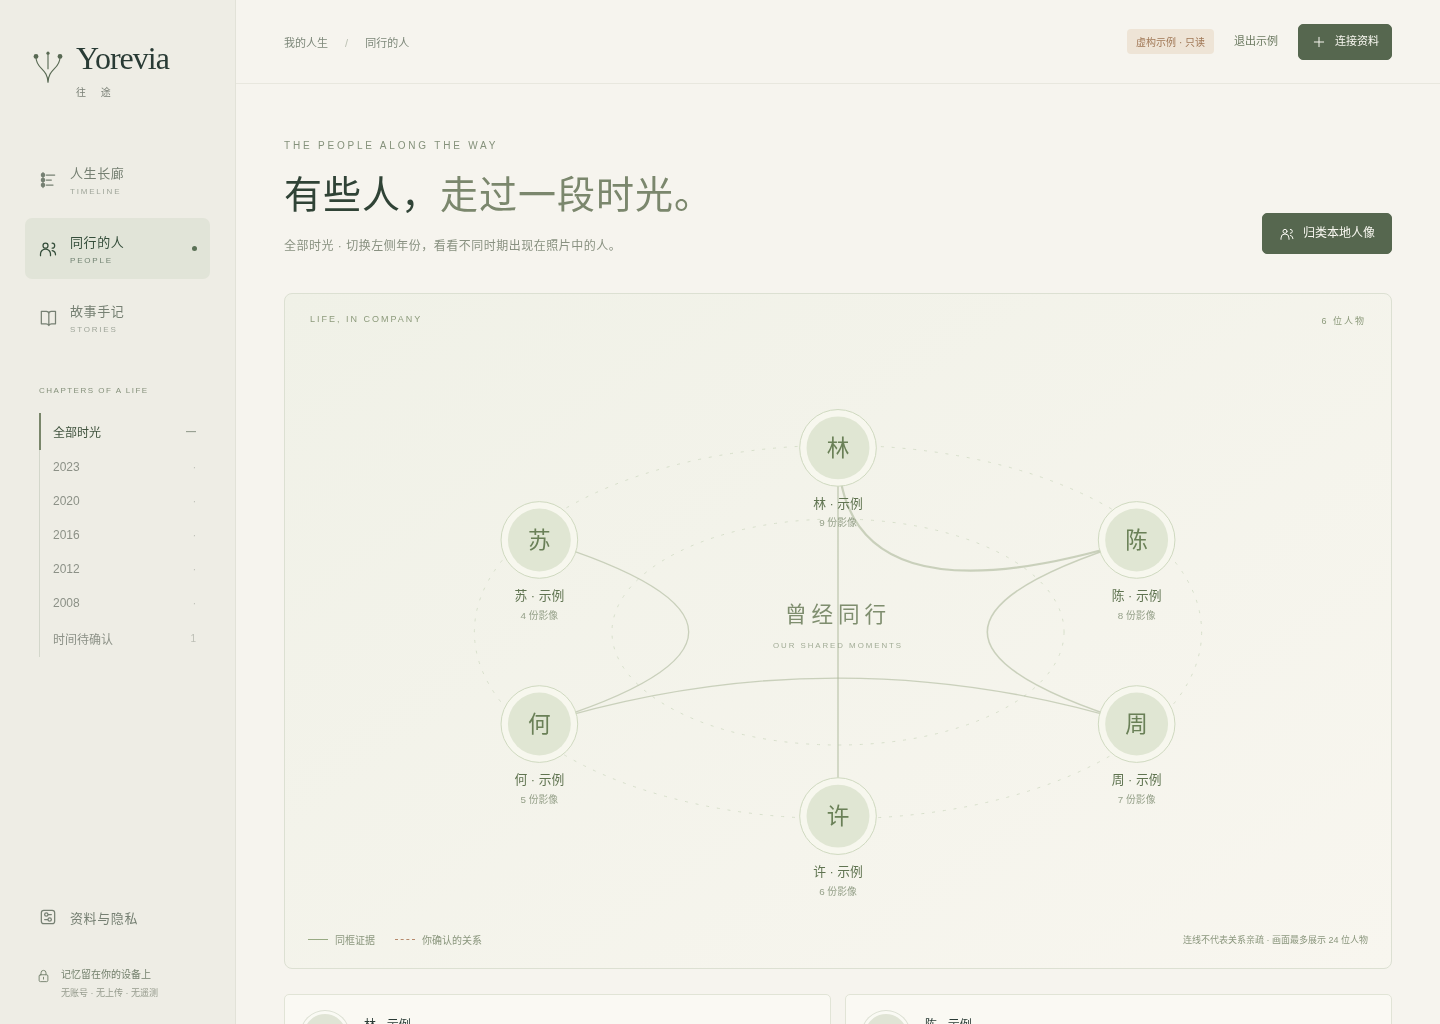 Yorevia
往 途
人生长廊
TIMELINE
同行的人
PEOPLE
故事手记
STORIES
CHAPTERS OF A LIFE
全部时光 —
2023 ·
2020 ·
2016 ·
2012 ·
2008 ·
时间待确认 1
资料与隐私
记忆留在你的设备上
无账号 · 无上传 · 无遥测
我的人生 / 同行的人
虚构示例 · 只读
退出示例
连接资料
THE PEOPLE ALONG THE WAY
有些人，走过一段时光。
全部时光 · 切换左侧年份，看看不同时期出现在照片中的人。
归类本地人像
LIFE, IN COMPANY
6 位人物
林
林 · 示例
9 份影像
苏
苏 · 示例
4 份影像
陈
陈 · 示例
8 份影像
曾经同行
OUR SHARED MOMENTS
何
何 · 示例
5 份影像
周
周 · 示例
7 份影像
许
许 · 示例
6 份影像
同框证据
你确认的关系
连线不代表关系亲疏 · 画面最多展示 24 位人物
林 · 示例
陈 · 示例